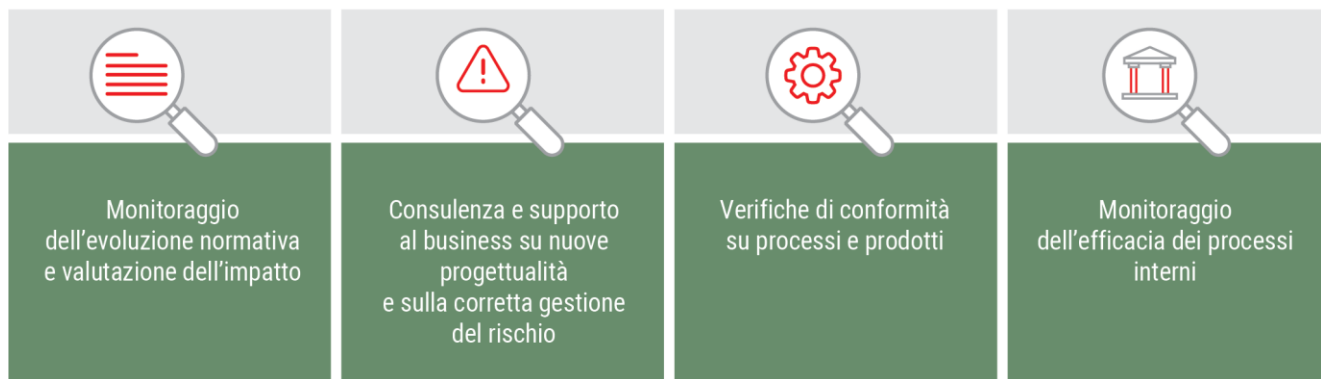 Monitoraggio
dell’evoluzione normativa
e valutazione dell’impatto
Consulenza e supporto
al business su nuove
progettualità
e sulla corretta gestione
del rischio
Verifiche di conformità
su processi e prodotti
Monitoraggio
dell’efficacia dei processi
interni